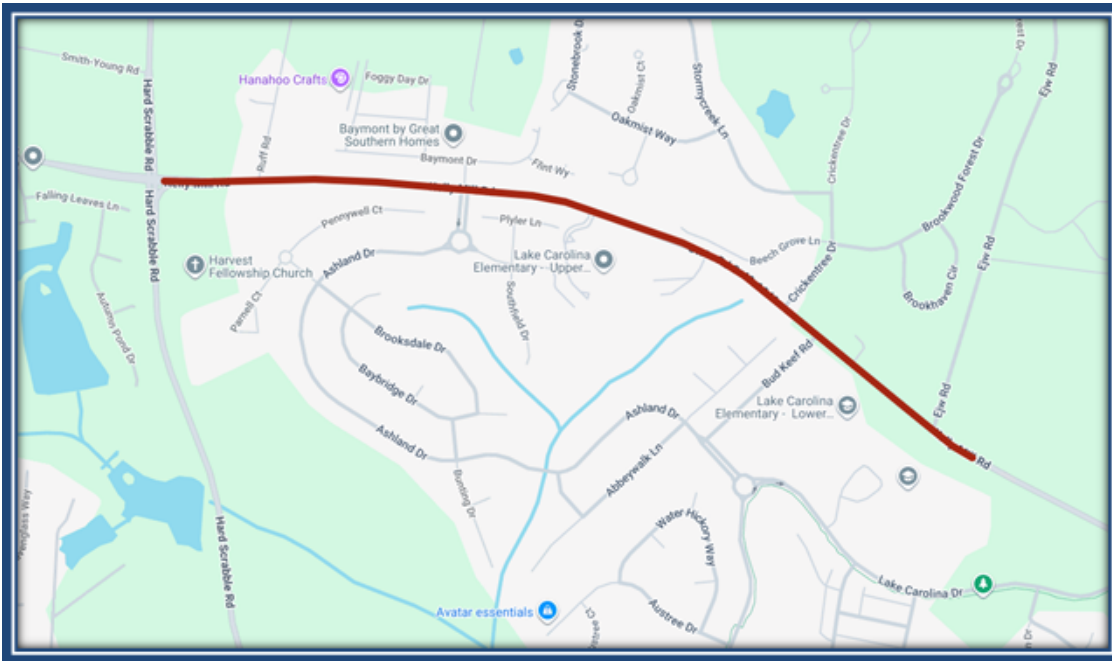 Smith-Young Rd
Hard Scrabble Rd
Hanahoo Crafts
Foggy Day Dr
Stonebrook D
Oakmist Ct
Stormycreek Ln
Oakmist Way
Ejw Rd
Baymont by Great
Southern Homes
Ruff Rd
Baymont Dr
Flint Wy
Crickentree Dr
Brookwood Forest Dr
Falling Leaves Ln
Hard Scrabble Rd
Pennywell Ct
Plyler Ln
Harvest
Fellowship Church
Ashland Dr
Lake Carolina
Elementary - Upper...
Beech Grove Ln
Crickentree Dr
Ejw Rd
Brookhaven Cir
Autumn Pond Dr
Parnell Ct
Southfield Dr
Brooksdale Dr
Baybridge Dr
Bud Keef Rd
Lake Carolina
Elementary - Lower...
Ejw Rd
Ashland Dr
Ashland Dr
Abbeywalk Ln
Rd
Bunting Dr
Water Hickory Way
Hard Scrabble Rd
Lake Carolina Dr
Avatar essentials
Austree Dr